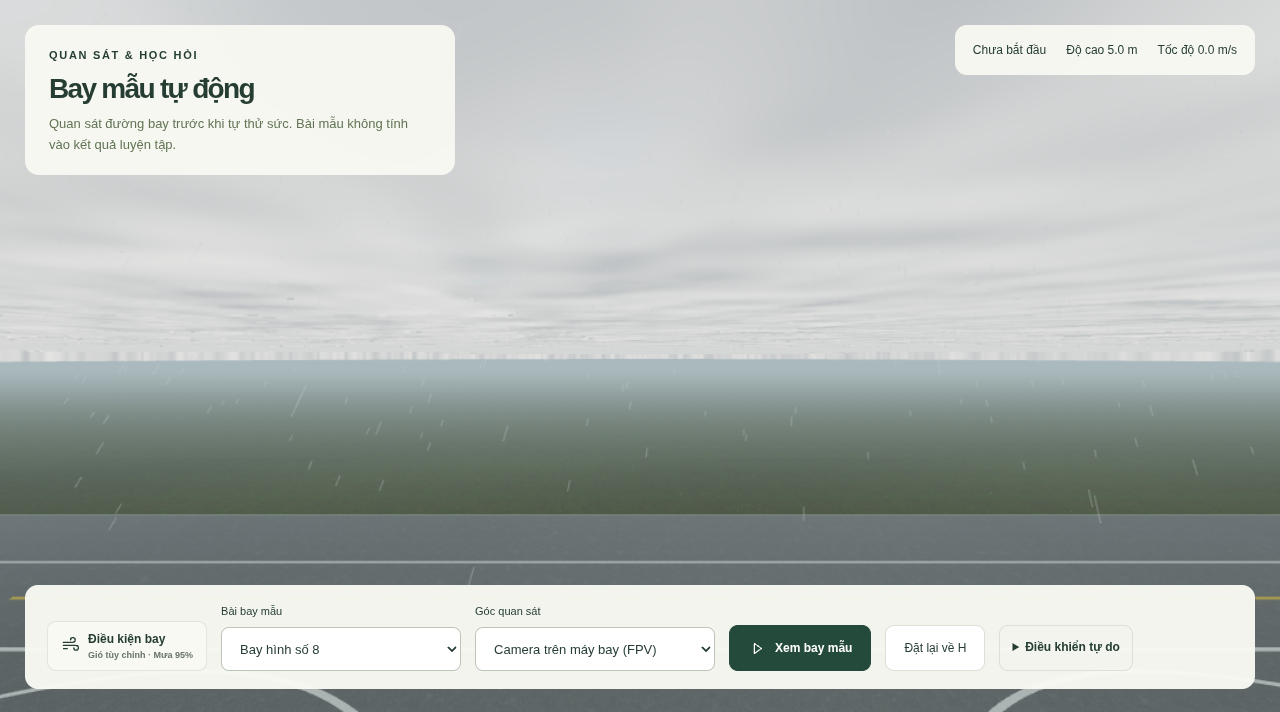 QUAN SÁT & HỌC HỎI
Bay mẫu tự động
Quan sát đường bay trước khi tự thử sức. Bài mẫu không tính
vào kết quả luyện tập.
Chưa bắt đầu Độ cao 5.0 m Tốc độ 0.0 m/s
Điều kiện bay
Gió tùy chỉnh · Mưa 95%
Bài bay mẫu
Bay hình số 8
Góc quan sát
Camera trên máy bay (FPV)
Xem bay mẫu
Đặt lại về H
Điều khiển tự do